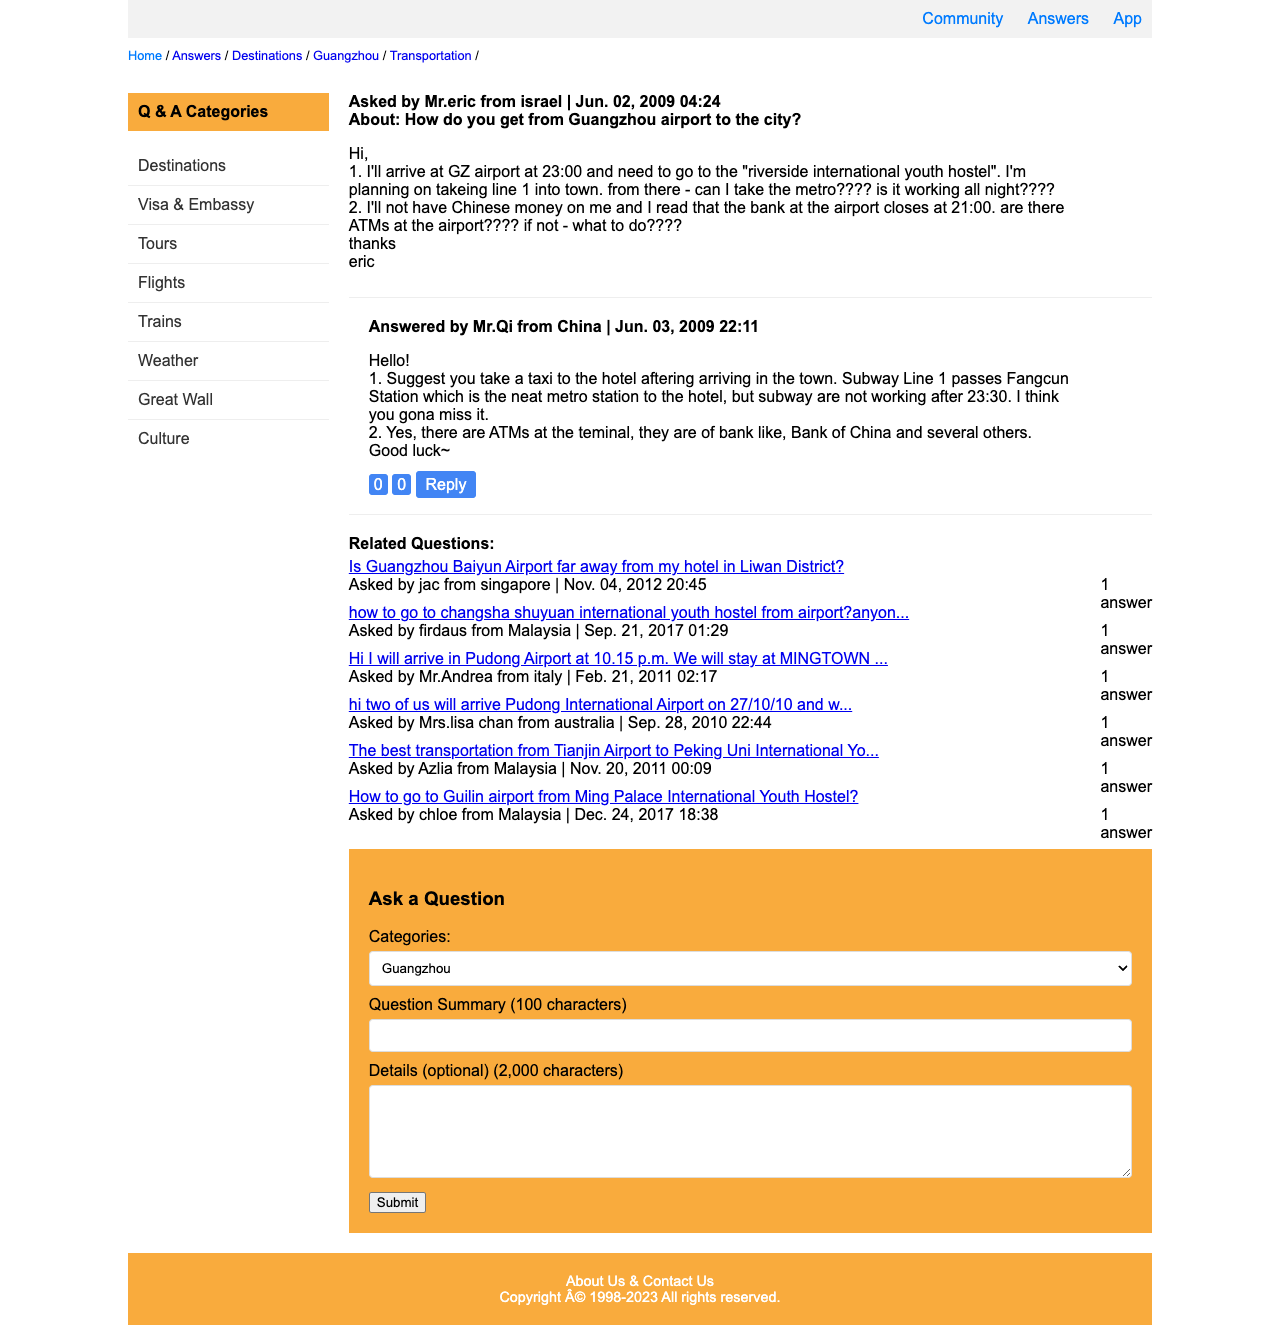 Community Answers App
Home / Answers / Destinations / Guangzhou / Transportation /
Q & A Categories
Destinations
Visa & Embassy
Tours
Flights
Trains
Weather
Great Wall
Culture
Asked by Mr.eric from israel | Jun. 02, 2009 04:24
About: How do you get from Guangzhou airport to the city?
Hi,
1. I'll arrive at GZ airport at 23:00 and need to go to the "riverside international youth hostel". I'm
planning on takeing line 1 into town. from there - can I take the metro???? is it working all night????
2. I'll not have Chinese money on me and I read that the bank at the airport closes at 21:00. are there
ATMs at the airport???? if not - what to do????
thanks
eric
Answered by Mr.Qi from China | Jun. 03, 2009 22:11
Hello!
1. Suggest you take a taxi to the hotel aftering arriving in the town. Subway Line 1 passes Fangcun
Station which is the neat metro station to the hotel, but subway are not working after 23:30. I think
you gona miss it.
2. Yes, there are ATMs at the teminal, they are of bank like, Bank of China and several others.
Good luck~
0 0 Reply
Related Questions:
Is Guangzhou Baiyun Airport far away from my hotel in Liwan District?
Asked by jac from singapore | Nov. 04, 2012 20:45 1
answer
how to go to changsha shuyuan international youth hostel from airport?anyon...
Asked by firdaus from Malaysia | Sep. 21, 2017 01:29 1
answer
Hi I will arrive in Pudong Airport at 10.15 p.m. We will stay at MINGTOWN ...
Asked by Mr.Andrea from italy | Feb. 21, 2011 02:17 1
answer
hi two of us will arrive Pudong International Airport on 27/10/10 and w...
Asked by Mrs.lisa chan from australia | Sep. 28, 2010 22:44 1
answer
The best transportation from Tianjin Airport to Peking Uni International Yo...
Asked by Azlia from Malaysia | Nov. 20, 2011 00:09 1
answer
How to go to Guilin airport from Ming Palace International Youth Hostel?
Asked by chloe from Malaysia | Dec. 24, 2017 18:38 1
answer
Ask a Question
Categories:
Guangzhou
Question Summary (100 characters)
Details (optional) (2,000 characters)
Submit
About Us & Contact Us
Copyright Â© 1998-2023 All rights reserved.